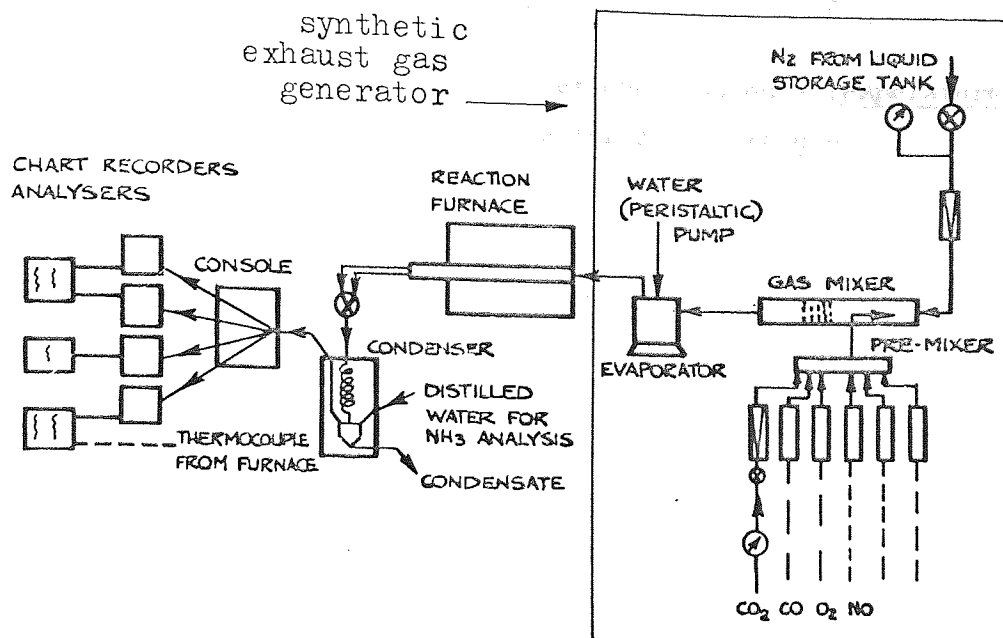 synthetic
exhaust gas
generator
N2 FROM LIQUID
STORAGE TANK
CHART RECORDERS
ANALYSERS
REACTION
FURNACE
WATER
(PERISTALTIC)
PUMP
CONSOLE
GAS MIXER
CONDENSER
PRE-MIXER
EVAPORATOR
DISTILLED
WATER FOR
NH3 ANALYSIS
THERMOCOUPLE
FROM FURNACE
CONDENSATE
CO2 CO O2 NO